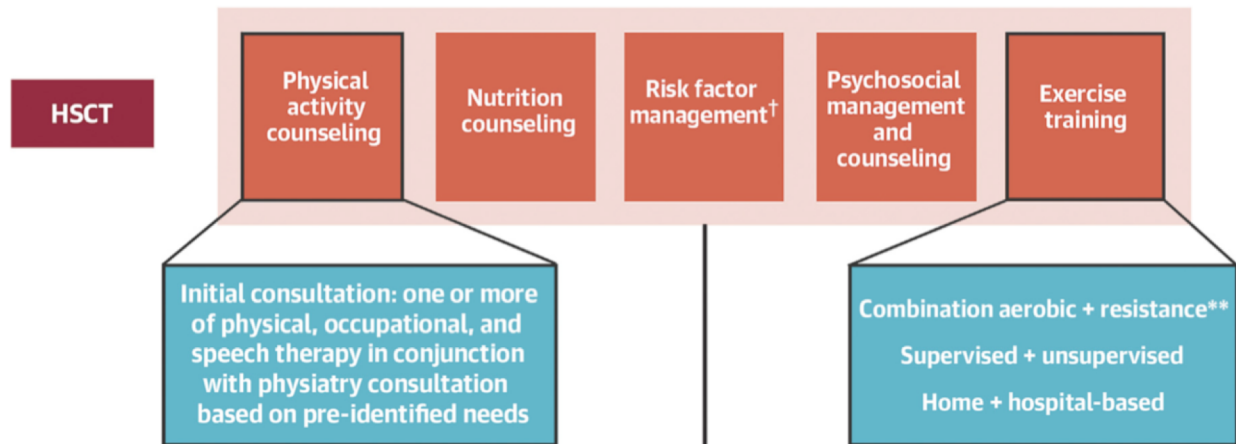 HSCT
Physical
activity
counseling
Nutrition
counseling
Risk factor
management†
Psychosocial
management
and
counseling
Exercise
training
Initial consultation: one or more
of physical, occupational, and
speech therapy in conjunction
with physiatry consultation
based on pre-identified needs
Combination aerobic + resistance**
Supervised + unsupervised
Home + hospital-based